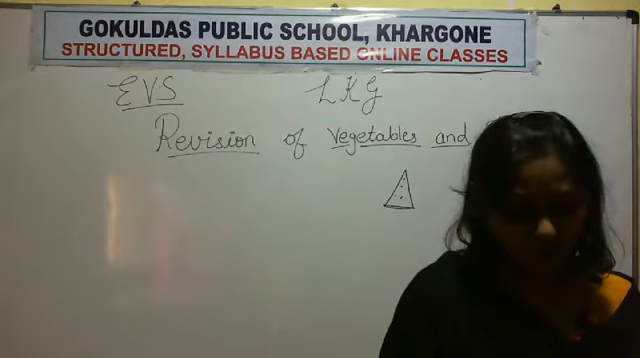 GOKULDAS PUBLIC SCHOOL, KHARGONE
STRUCTURED, SYLLABUS BASED ONLINE CLASSES
EVS LKG
Revision of vegetables and